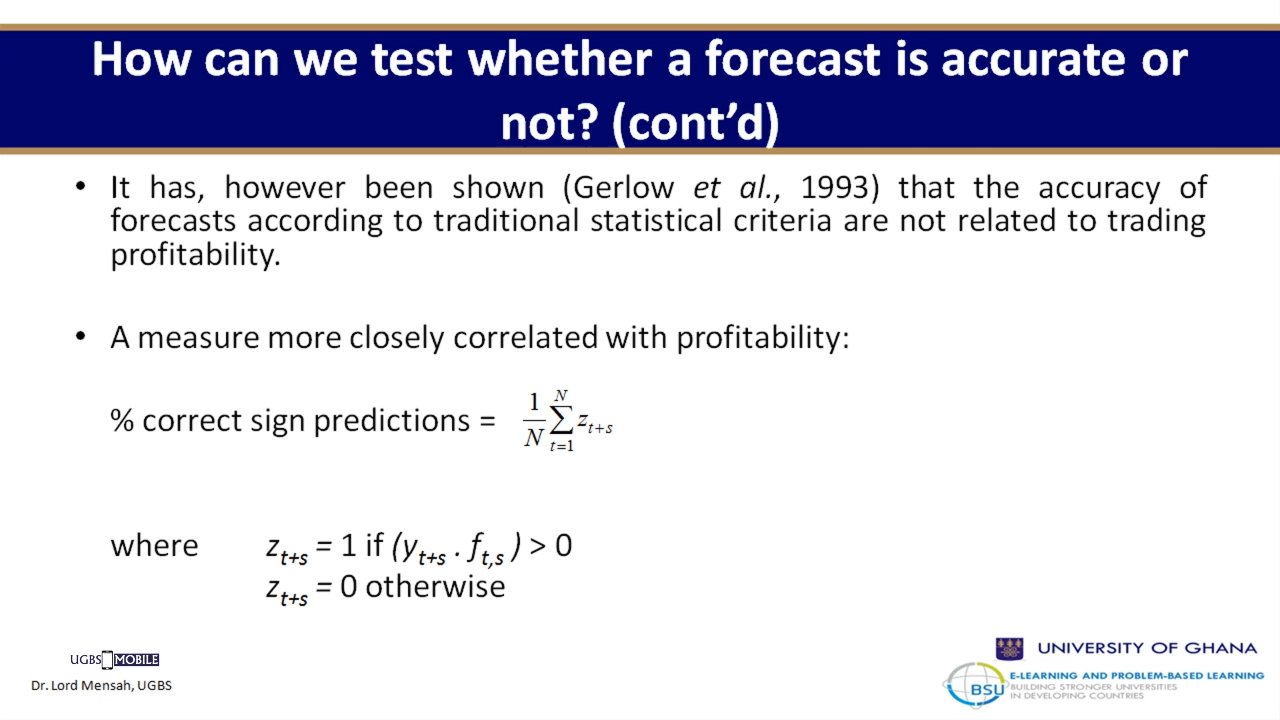 How can we test whether a forecast is accurate or
not? (cont’d)
• It has, however been shown (Gerlow et al., 1993) that the accuracy of
forecasts according to traditional statistical criteria are not related to trading
profitability.
• A measure more closely correlated with profitability:
% correct sign predictions = \frac{1}{N}\sum_{t=1}^{N} z_{t+s}
where z_{t+s} = 1 if (y_{t+s} . f_{t,s} ) > 0
z_{t+s} = 0 otherwise
UGBS MOBILE
Dr. Lord Mensah, UGBS
UNIVERSITY OF GHANA
BSU
E-LEARNING AND PROBLEM-BASED LEARNING
BUILDING STRONGER UNIVERSITIES
IN DEVELOPING COUNTRIES